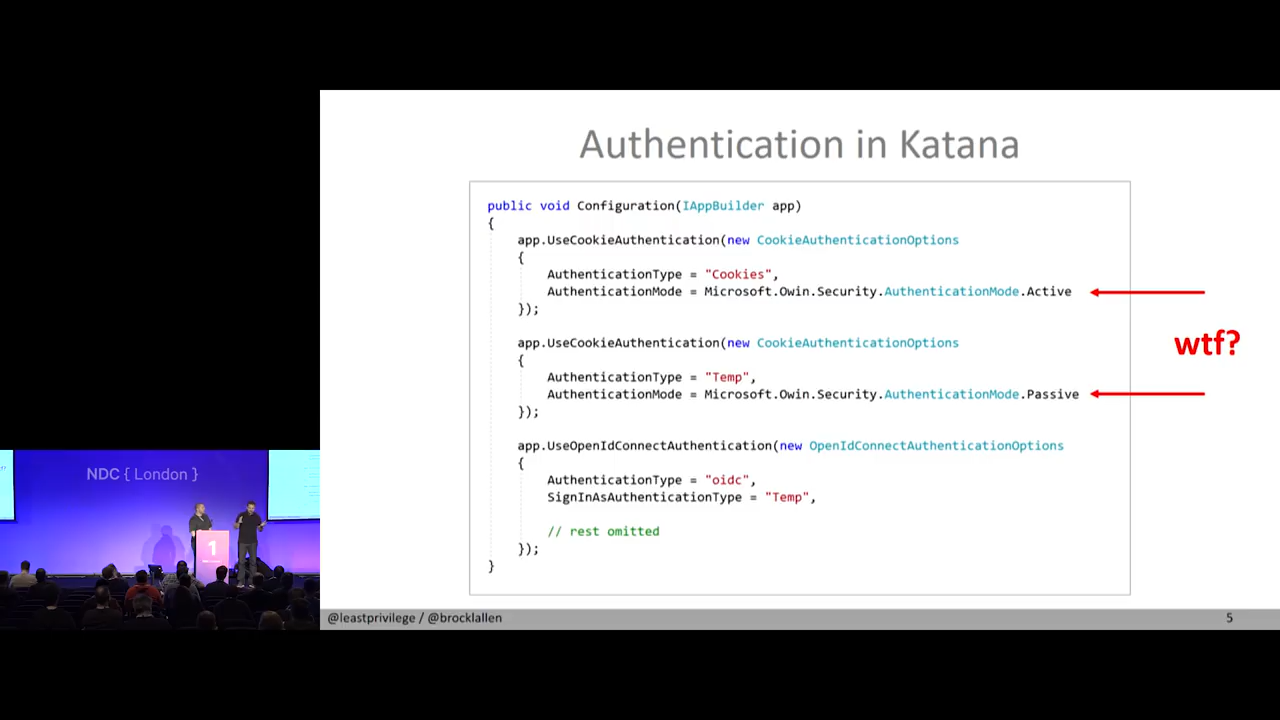 Authentication in Katana
public void Configuration(IAppBuilder app)
{
app.UseCookieAuthentication(new CookieAuthenticationOptions
{
AuthenticationType = "Cookies",
AuthenticationMode = Microsoft.Owin.Security.AuthenticationMode.Active
});
app.UseCookieAuthentication(new CookieAuthenticationOptions
{
AuthenticationType = "Temp",
AuthenticationMode = Microsoft.Owin.Security.AuthenticationMode.Passive
});
app.UseOpenIdConnectAuthentication(new OpenIdConnectAuthenticationOptions
{
AuthenticationType = "oidc",
SignInAsAuthenticationType = "Temp",
// rest omitted
});
}
wtf?
@leastprivilege / @brocklallen
5
NDC { London }
1